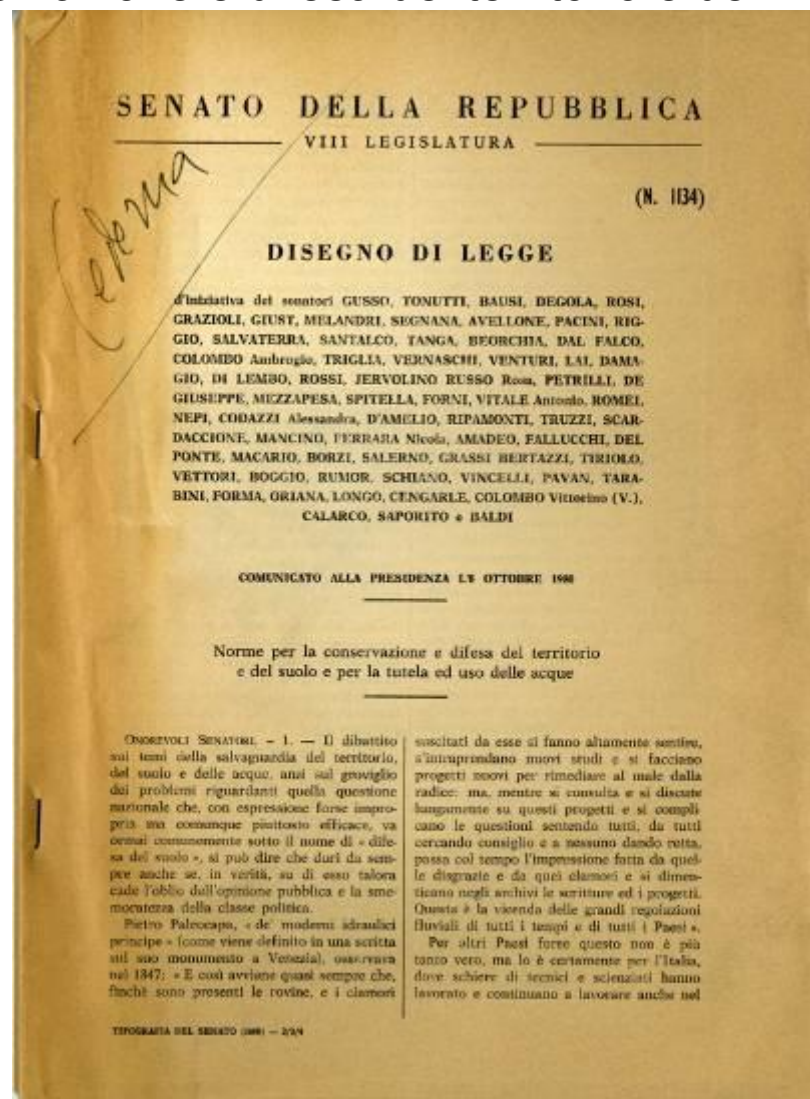 SENATO DELLA REPUBBLICA
VIII LEGISLATURA
Cederna
(N. 1134)
DISEGNO DI LEGGE
d'iniziativa dei senatori GUSSO, TONUTTI, BAUSI, DEGOLA, ROSI,
GRAZIOLI, GIUST, MELANDRI, SEGNANA, AVELLONE, PACINI, RIG-
GIO, SALVATERRA, SANTALCO, TANGA, BEORCHIA, DAL FALCO,
COLOMBO Ambrogio, TRIGLIA, VERNASCHI, VENTURI, LAI, DAMA-
GIO, DI LEMBO, ROSSI, JERVOLINO RUSSO Rosa, PETRILLI, DE
GIUSEPPE, MEZZAPESA, SPITELLA, FORNI, VITALE Antonio, ROMEI,
NEPI, CODAZZI Alessandra, D'AMELIO, RIPAMONTI, TRUZZI, SCAR-
DACCIONE, MANCINO, FERRARA Nicola, AMADEO, FALLUCCHI, DEL
PONTE, MACARIO, BORZI, SALERNO, GRASSI BERTAZZI, TIRIOLO,
VETTORI, BOGGIO, RUMOR, SCHIANO, VINCELLI, PAVAN, TARA-
BINI, FORMA, ORIANA, LONGO, CENGARLE, COLOMBO Vittorino (V.),
CALARCO, SAPORITO e BALDI
COMUNICATO ALLA PRESIDENZA L'8 OTTOBRE 1980
Norme per la conservazione e difesa del territorio
e del suolo e per la tutela ed uso delle acque
ONOREVOLI SENATORI. – 1. — Il dibattito
sui temi della salvaguardia del territorio,
del suolo e delle acque, anzi sul groviglio
dei problemi riguardanti quella questione
nazionale che, con espressione forse impro-
pria ma comunque piuttosto efficace, va
ormai comunemente sotto il nome di « dife-
sa del suolo », si può dire che duri da sem-
pre anche se, in verità, su di esso talora
cade l'oblio dell'opinione pubblica e la sme-
moratezza della classe politica.
Pietro Paleocapa, « de' moderni idraulici
principe » (come viene definito in una scritta
sul suo monumento a Venezia), osservava
nel 1847: « E così avviene quasi sempre che,
finchè sono presenti le rovine, e i clamori
suscitati da esse si fanno altamente sentire,
s'intraprendano nuovi studi e si facciano
progetti nuovi per rimediare al male dalla
radice: ma, mentre si consulta e si discute
lungamente su questi progetti e si compli
cano le questioni sentendo tutti, da tutti
cercando consiglio e a nessuno dando retta,
passa col tempo l'impressione fatta da quel-
le disgrazie e da quei clamori e si dimen-
ticano negli archivi le scritture ed i progetti.
Questa è la vicenda delle grandi regolazioni
fluviali di tutti i tempi e di tutti i Paesi ».
Per altri Paesi forse questo non è più
tanto vero, ma lo è certamente per l'Italia,
dove schiere di tecnici e scienziati hanno
lavorato e continuano a lavorare anche nel
TIPOGRAFIA DEL SENATO (1980) — 2/3/4